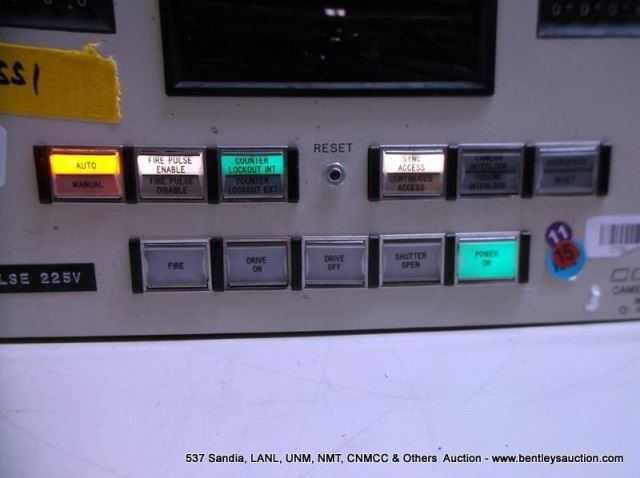 SS1
AUTO
MANUAL
FIRE PULSE
ENABLE
FIRE PULSE
DISABLE
COUNTER
LOCKOUT INT
COUNTER
LOCKOUT EXT
RESET
SYNC
ACCESS
CONTINUOUS
ACCESS
CAMERA
INTERLOCK
INTERLOCK
OVERSPEED
RESET
FIRE
DRIVE
ON
DRIVE
OFF
SHUTTER
OPEN
POWER
ON
11
15
LSE 225V
CAME
537 Sandia, LANL, UNM, NMT, CNMCC & Others Auction - www.bentleysauction.com